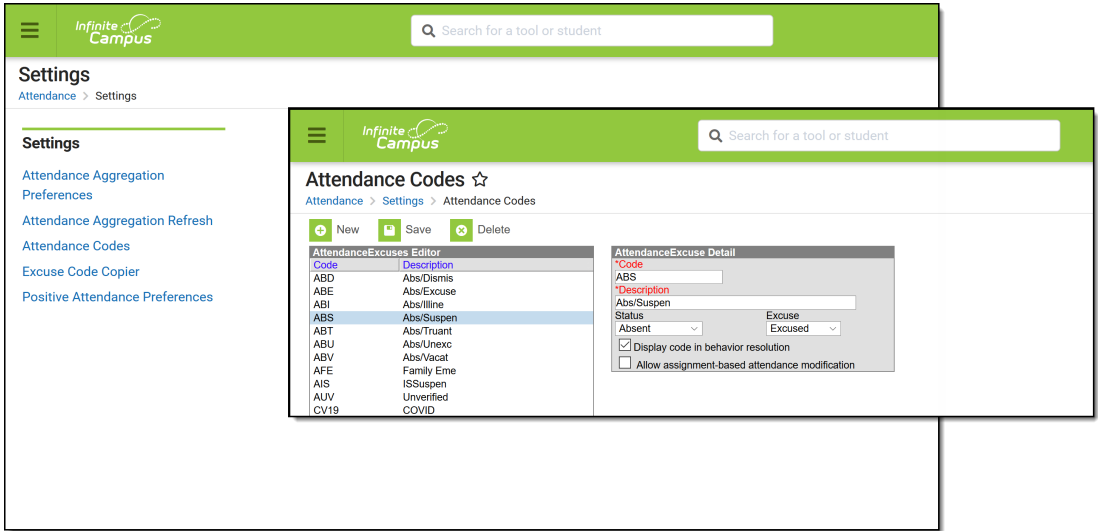 Infinite
Campus
Search for a tool or student
Settings
Attendance > Settings
Settings
Attendance Aggregation
Preferences
Attendance Aggregation Refresh
Attendance Codes
Excuse Code Copier
Positive Attendance Preferences
Infinite
Campus
Search for a tool or student
Attendance Codes
Attendance > Settings > Attendance Codes
New Save Delete
AttendanceExcuses Editor
Code Description
ABD Abs/Dismis
ABE Abs/Excuse
ABI Abs/Illine
ABS Abs/Suspen
ABT Abs/Truant
ABU Abs/Unexc
ABV Abs/Vacat
AFE Family Eme
AIS ISSuspen
AUV Unverified
CV19 COVID
AttendanceExcuse Detail
*Code
ABS
*Description
Abs/Suspen
Status Excuse
Absent Excused
Display code in behavior resolution
Allow assignment-based attendance modification